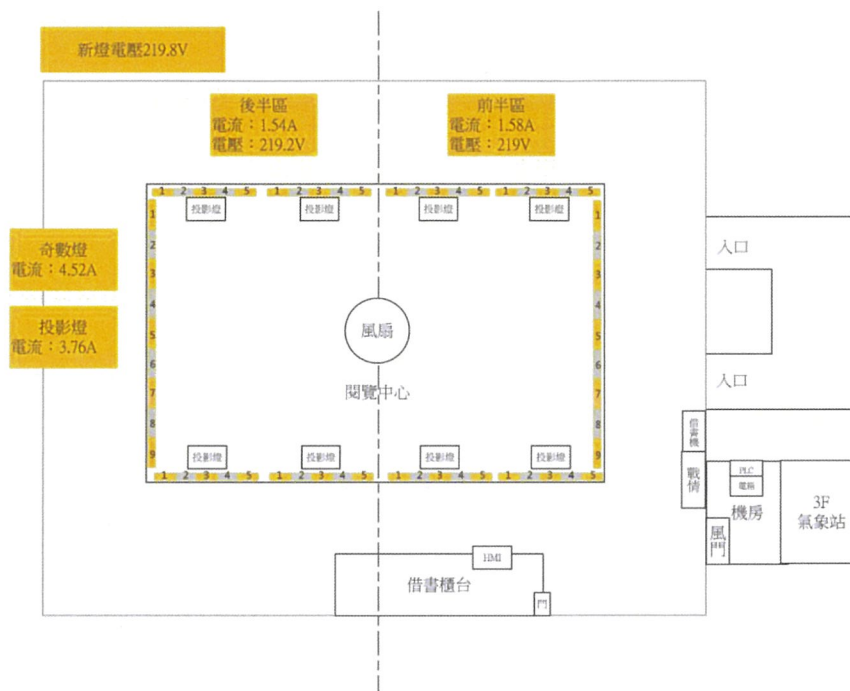 新燈電壓219.8V
後半區
電流：1.54A
電壓：219.2V
前半區
電流：1.58A
電壓：219V
1 2 3 4 5 1 2 3 4 5 1 2 3 4 5 1 2 3 4 5
投影燈 投影燈 投影燈 投影燈
1 1
2 2
3 3
4 4
5 5
6 6
7 7
8 8
9 9
奇數燈
電流：4.52A
投影燈
電流：3.76A
風扇
閱覽中心
投影燈 投影燈 投影燈 投影燈
1 2 3 4 5 1 2 3 4 5 1 2 3 4 5 1 2 3 4 5
入口
入口
借書機
戰情
PLC
電箱
機房
風門
3F
氣象站
HMI
借書櫃台
門